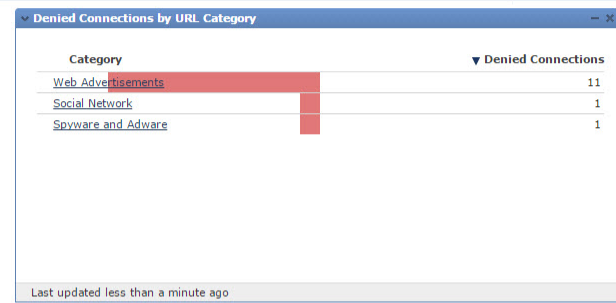 Denied Connections by URL Category
Category ▼ Denied Connections
Web Advertisements 11
Social Network 1
Spyware and Adware 1
Last updated less than a minute ago